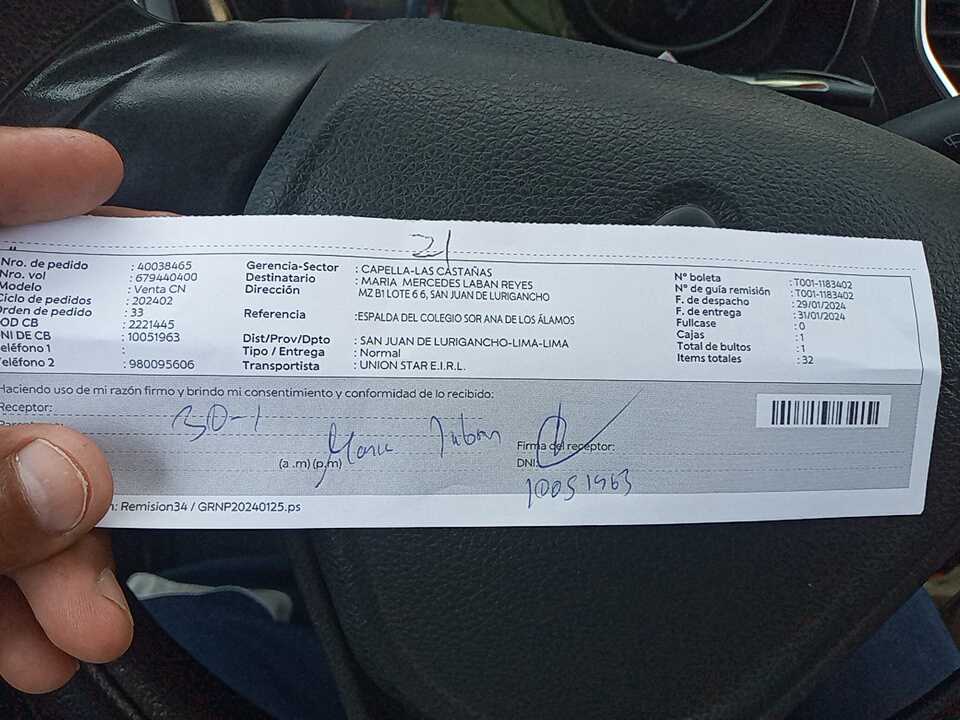 21
Nro. de pedido : 40038465
Nro. vol : 679440400
Modelo : Venta CN
Ciclo de pedidos : 202402
Orden de pedido : 33
COD CB : 2221445
DNI DE CB : 10051963
Teléfono 1 :
Teléfono 2 : 980095606
Gerencia-Sector : CAPELLA-LAS CASTAÑAS
Destinatario : MARIA MERCEDES LABAN REYES
Dirección MZ B1 LOTE 6 6, SAN JUAN DE LURIGANCHO
Referencia :ESPALDA DEL COLEGIO SOR ANA DE LOS ÁLAMOS
Dist/Prov/Dpto : SAN JUAN DE LURIGANCHO-LIMA-LIMA
Tipo / Entrega : Normal
Transportista : UNION STAR E.I.R.L.
N° boleta : T001-1183402
N° de guía remisión : T001-1183402
F. de despacho : 29/01/2024
F. de entrega : 31/01/2024
Fullcase : 0
Cajas : 1
Total de bultos : 1
Items totales : 32
Haciendo uso de mi razón firmo y brindo mi consentimiento y conformidad de lo recibido:
Receptor: 30-1
Maria Laban
(a .m) (p,m)
Firma del receptor:
DNI:
10051963
: Remision34 / GRNP20240125.ps